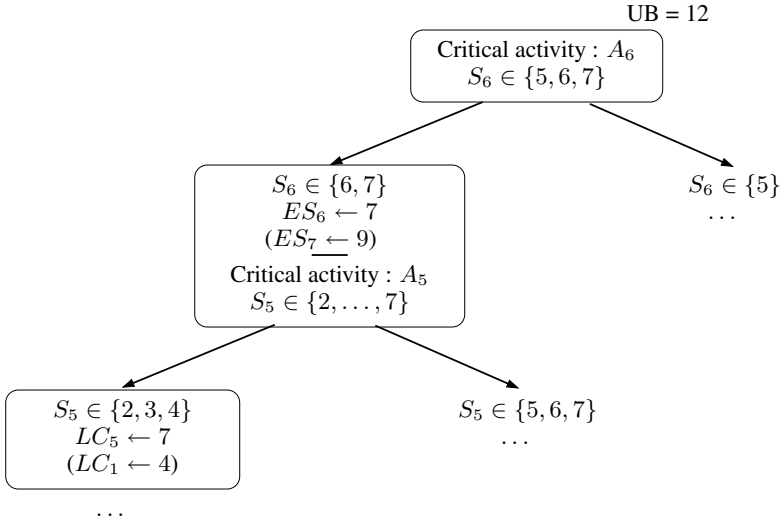 UB = 12
Critical activity : A₆
S₆ ∈ {5, 6, 7}
S₆ ∈ {6, 7}
ES₆ ← 7
(ES₇ ← 9)
Critical activity : A₅
S₅ ∈ {2, . . . , 7}
S₆ ∈ {5}
. . .
S₅ ∈ {2, 3, 4}
LC₅ ← 7
(LC₁ ← 4)
. . .
S₅ ∈ {5, 6, 7}
. . .